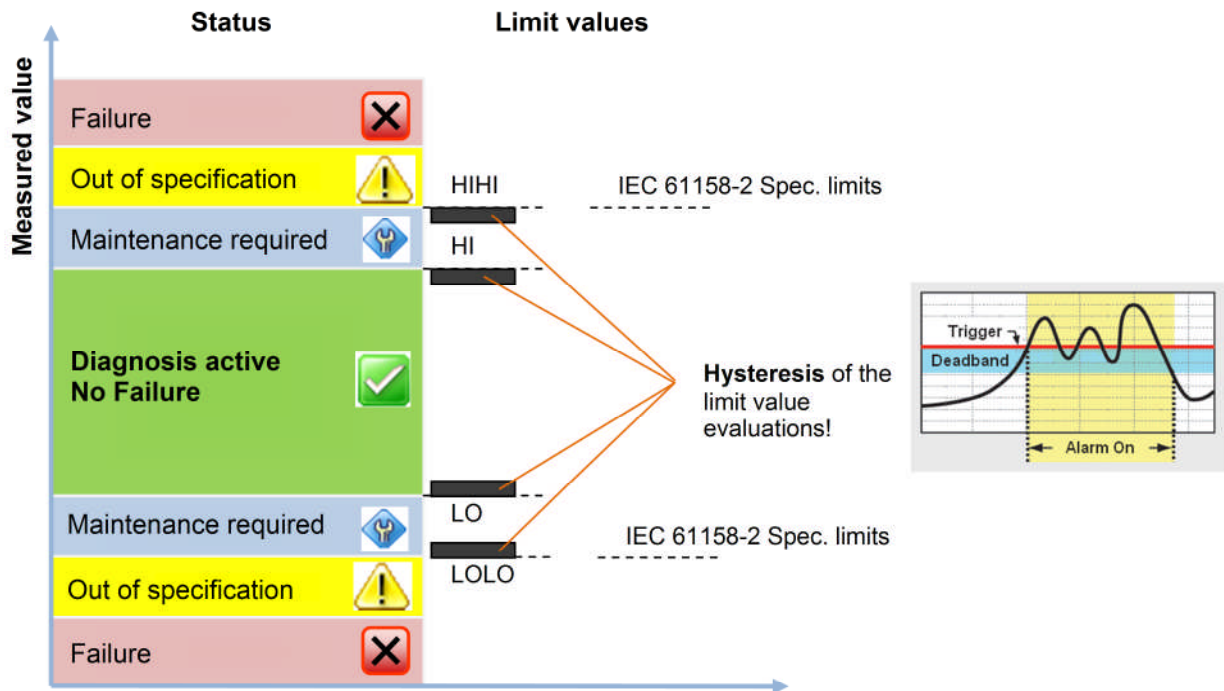 Status
Limit values
Measured value
Failure
Out of specification
HIHI
IEC 61158-2 Spec. limits
Maintenance required
HI
Diagnosis active
No Failure
Hysteresis of the
limit value
evaluations!
Trigger
Deadband
Alarm On
Maintenance required
LO
IEC 61158-2 Spec. limits
Out of specification
LOLO
Failure